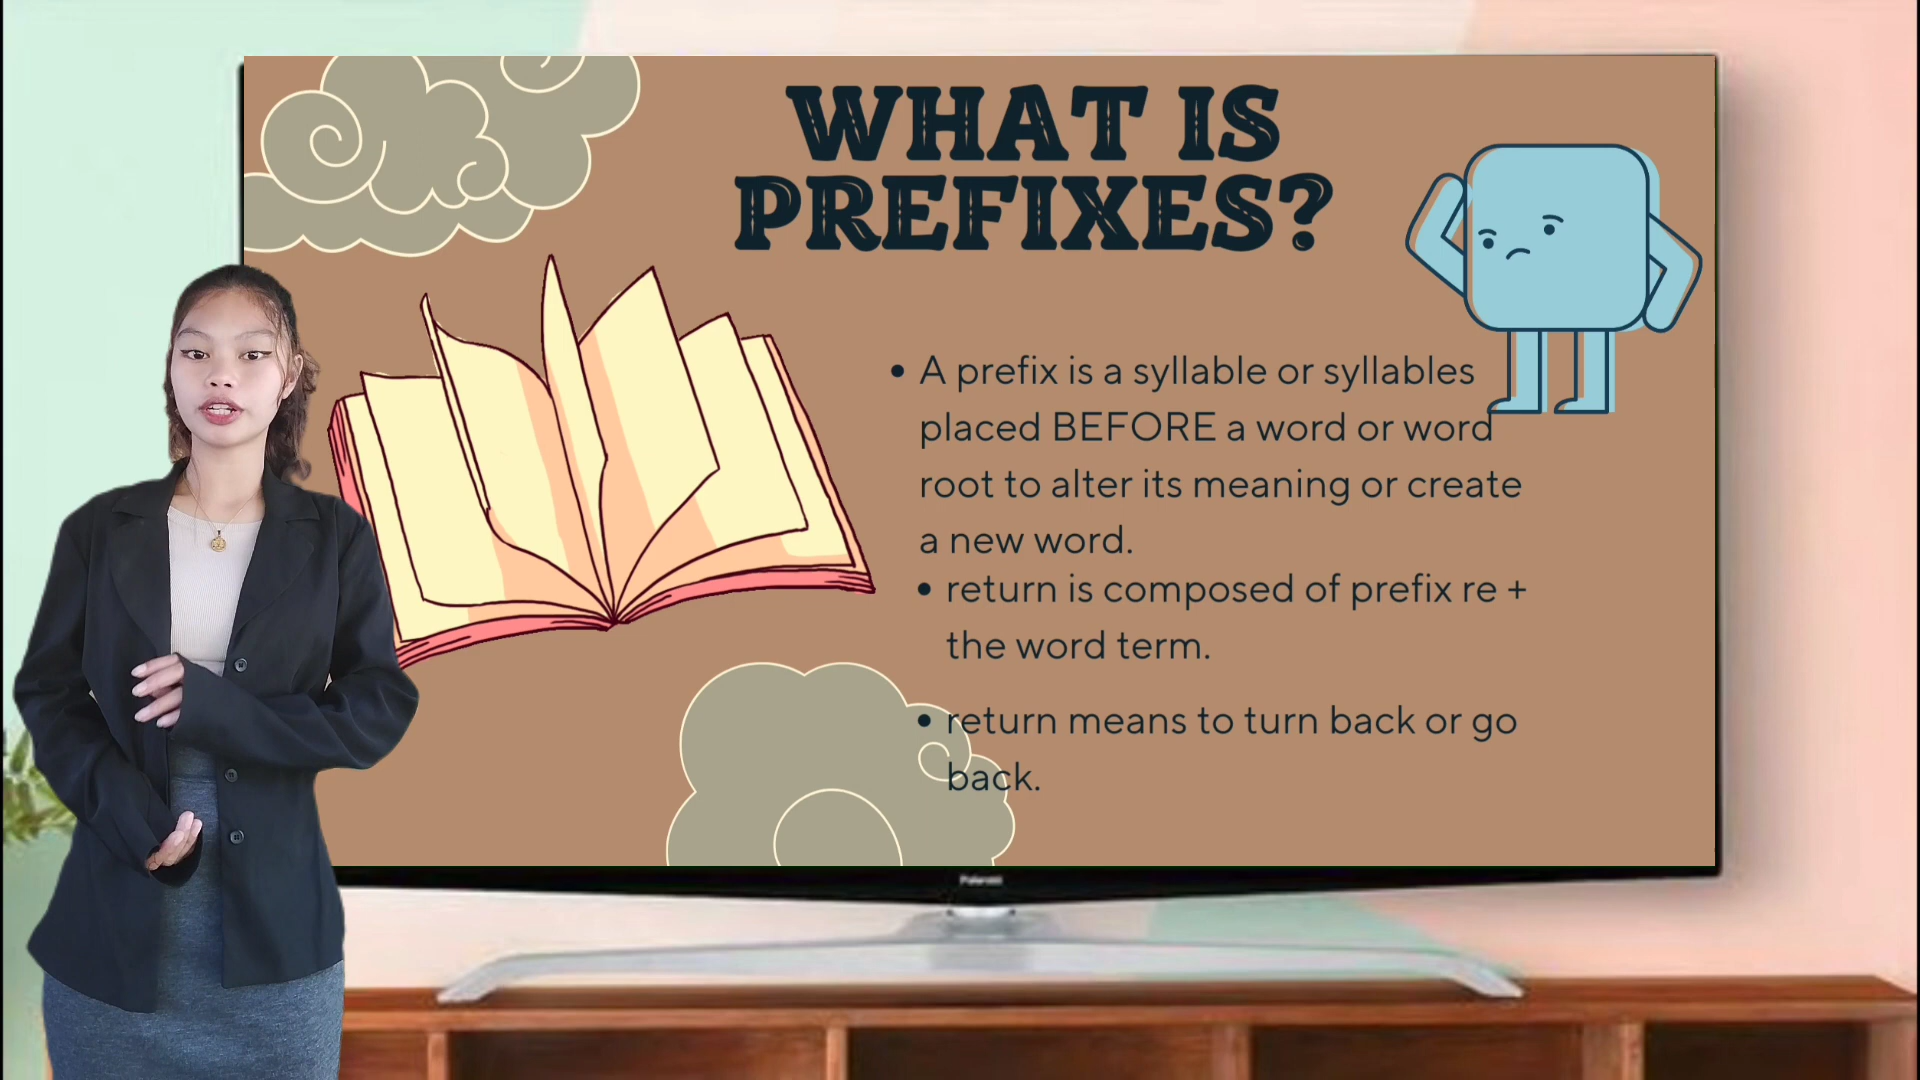 WHAT IS
PREFIXES?
• A prefix is a syllable or syllables
placed BEFORE a word or word
root to alter its meaning or create
a new word.
• return is composed of prefix re +
the word term.
• return means to turn back or go
back.
Polaroid